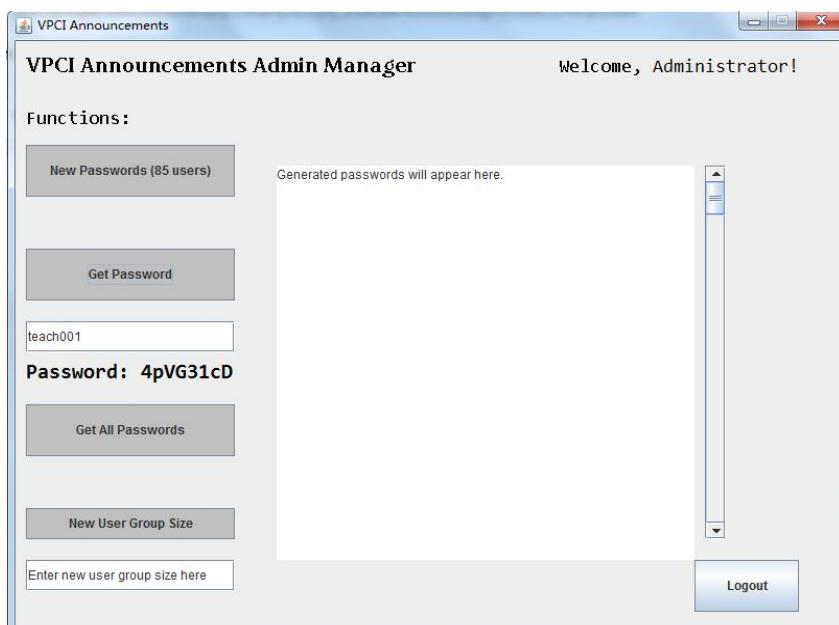 VPCI Announcements
VPCI Announcements Admin Manager
Welcome, Administrator!
Functions:
New Passwords (85 users)
Generated passwords will appear here.
Get Password
teach001
Password: 4pVG31cD
Get All Passwords
New User Group Size
Enter new user group size here
Logout